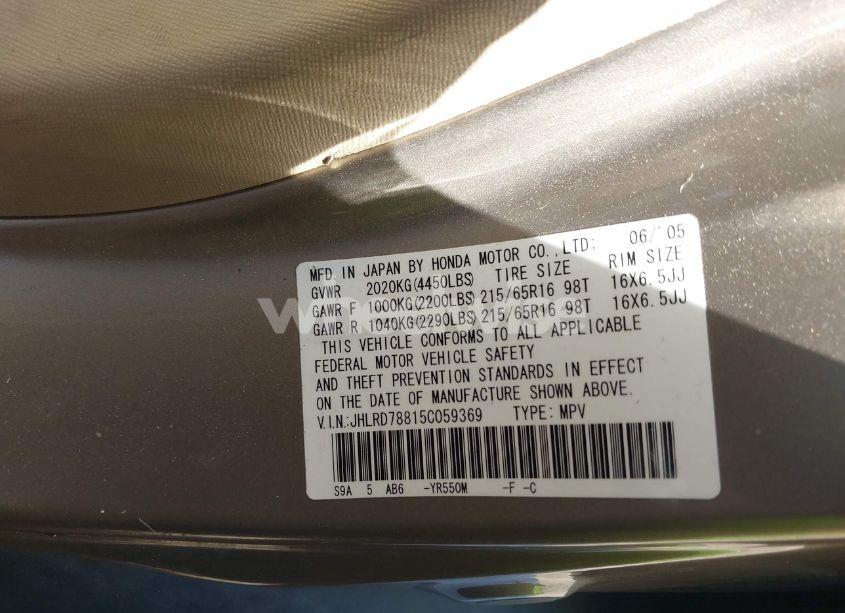 MFD. IN JAPAN BY HONDA MOTOR CO.,LTD: 06/'05
GVWR 2020KG(4450LBS) TIRE SIZE RIM SIZE
GAWR F 1000KG(2200LBS) 215/65R16 98T 16X6.5JJ
GAWR R 1040KG(2290LBS) 215/65R16 98T 16X6.5JJ
THIS VEHICLE CONFORMS TO ALL APPLICABLE
FEDERAL MOTOR VEHICLE SAFETY
AND THEFT PREVENTION STANDARDS IN EFFECT
ON THE DATE OF MANUFACTURE SHOWN ABOVE.
V.I.N.:JHLRD78815C059369 TYPE: MPV
S9A 5 AB6 -YR550M -F -C